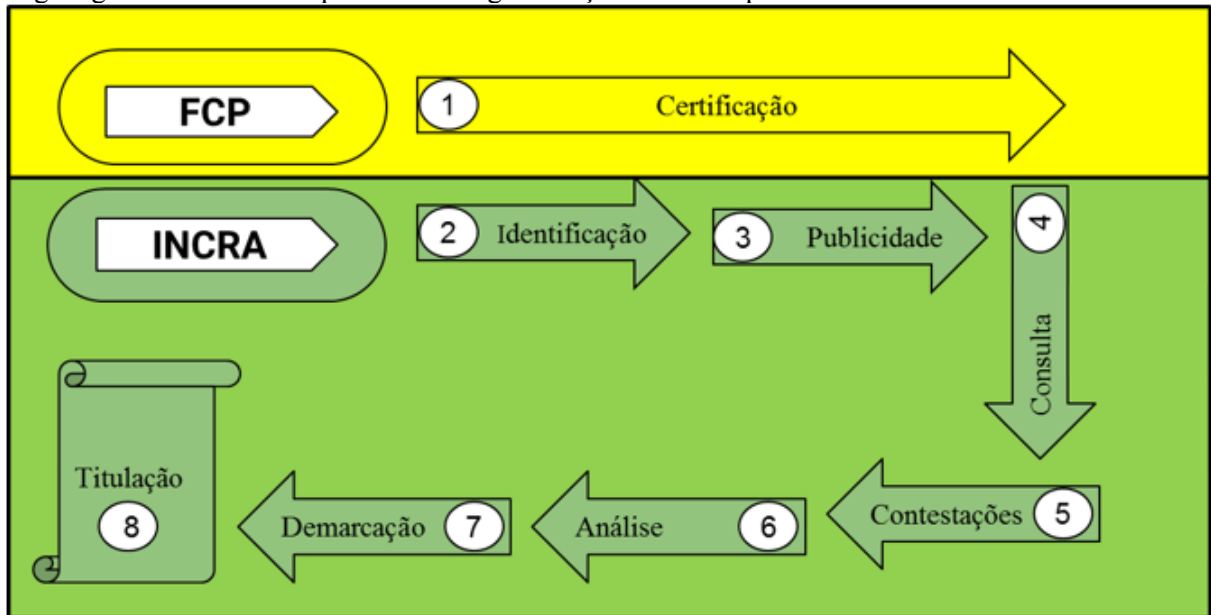 FCP
1 Certificação
INCRA
2 Identificação
3 Publicidade
4 Consulta
5 Contestações
6 Análise
7 Demarcação
Titulação
8